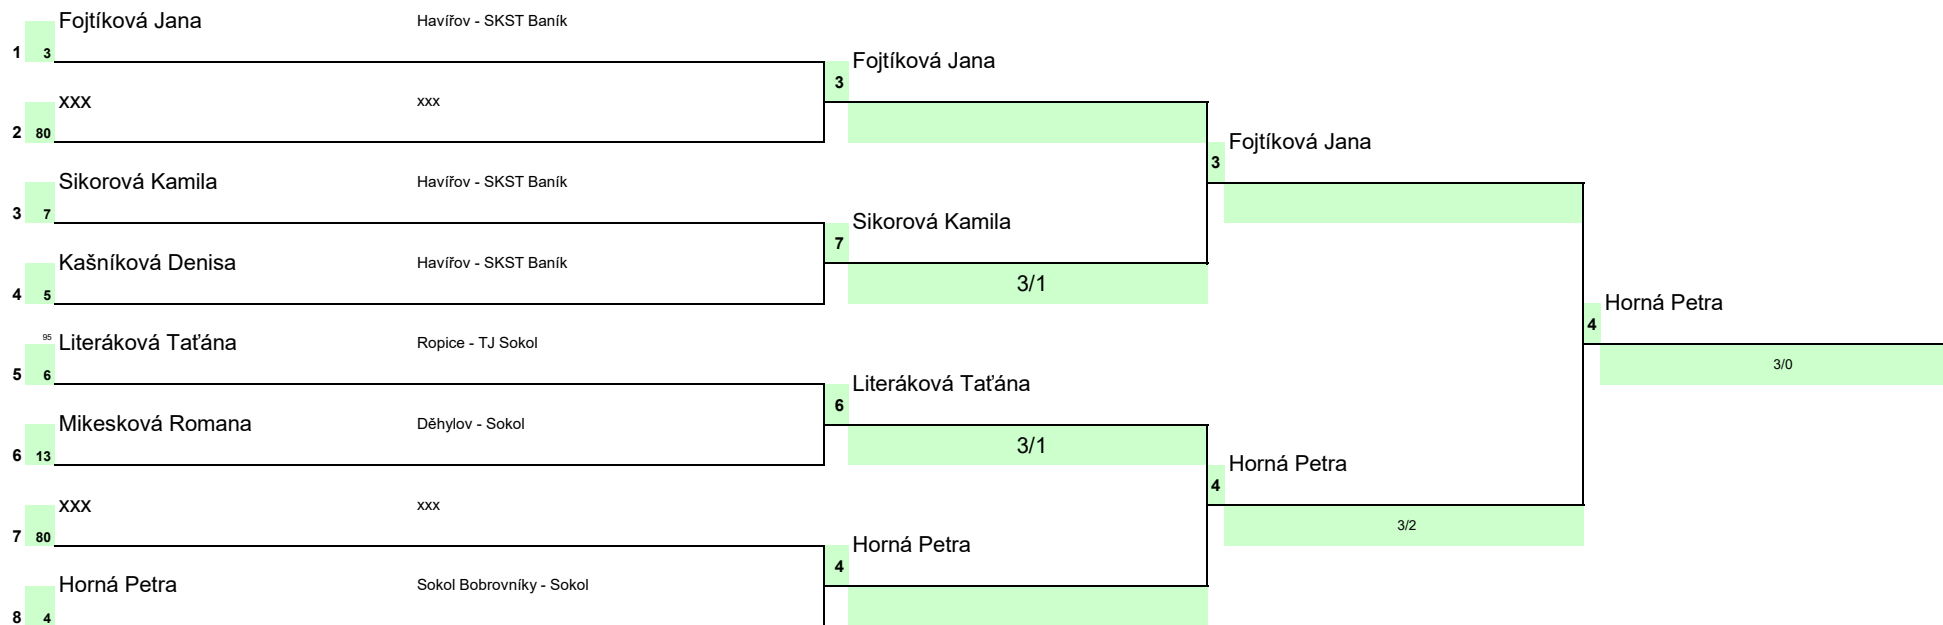 Fojtíková Jana Havířov - SKST Baník
1 3
Fojtíková Jana
3
xxx xxx
2 80
Fojtíková Jana
3
Sikorová Kamila Havířov - SKST Baník
3 7
Sikorová Kamila
7
Kašníková Denisa Havířov - SKST Baník
3/1
4 5
Horná Petra
4
95 Literáková Taťána Ropice - TJ Sokol
3/0
5 6
Literáková Taťána
6
Mikesková Romana Děhylov - Sokol
3/1
6 13
Horná Petra
4
xxx xxx
3/2
7 80
Horná Petra
4
Horná Petra Sokol Bobrovníky - Sokol
8 4